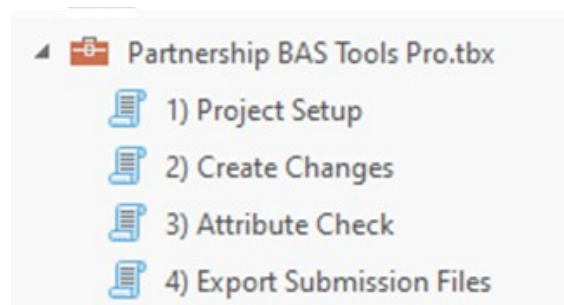 Partnership BAS Tools Pro.tbx
1) Project Setup
2) Create Changes
3) Attribute Check
4) Export Submission Files